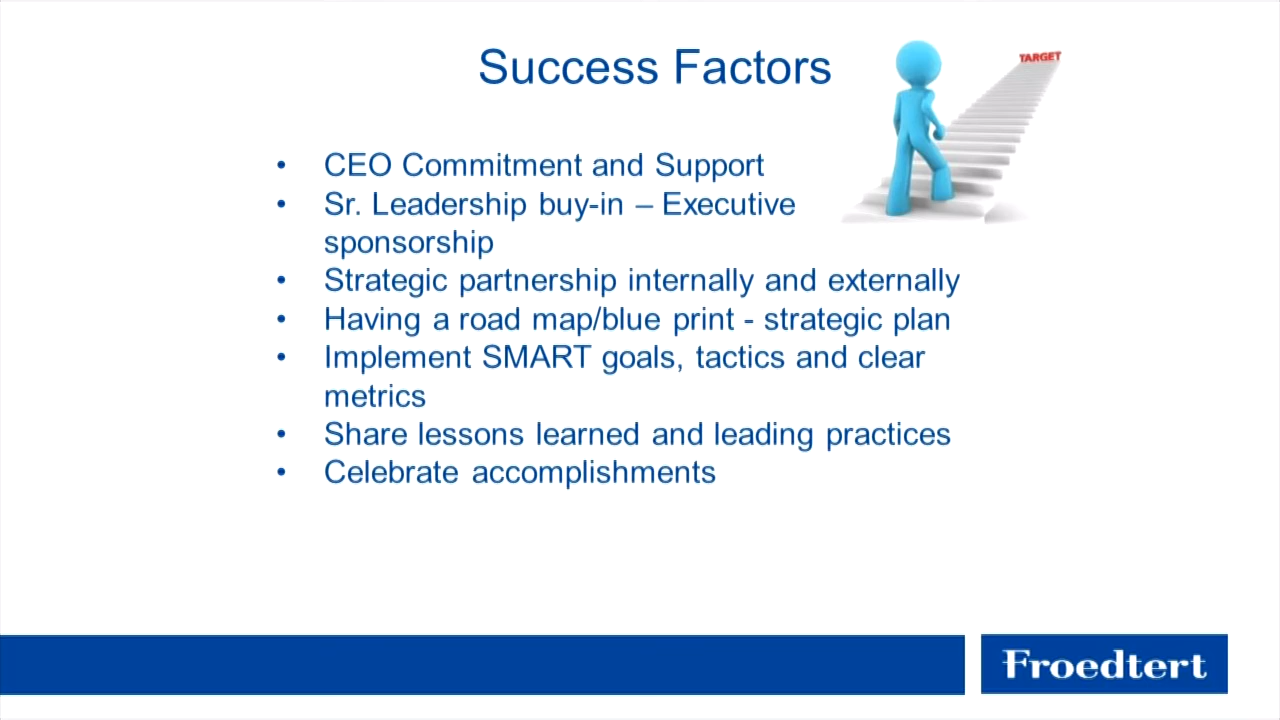 Success Factors
TARGET
• CEO Commitment and Support
• Sr. Leadership buy-in – Executive
sponsorship
• Strategic partnership internally and externally
• Having a road map/blue print - strategic plan
• Implement SMART goals, tactics and clear
metrics
• Share lessons learned and leading practices
• Celebrate accomplishments
Froedtert